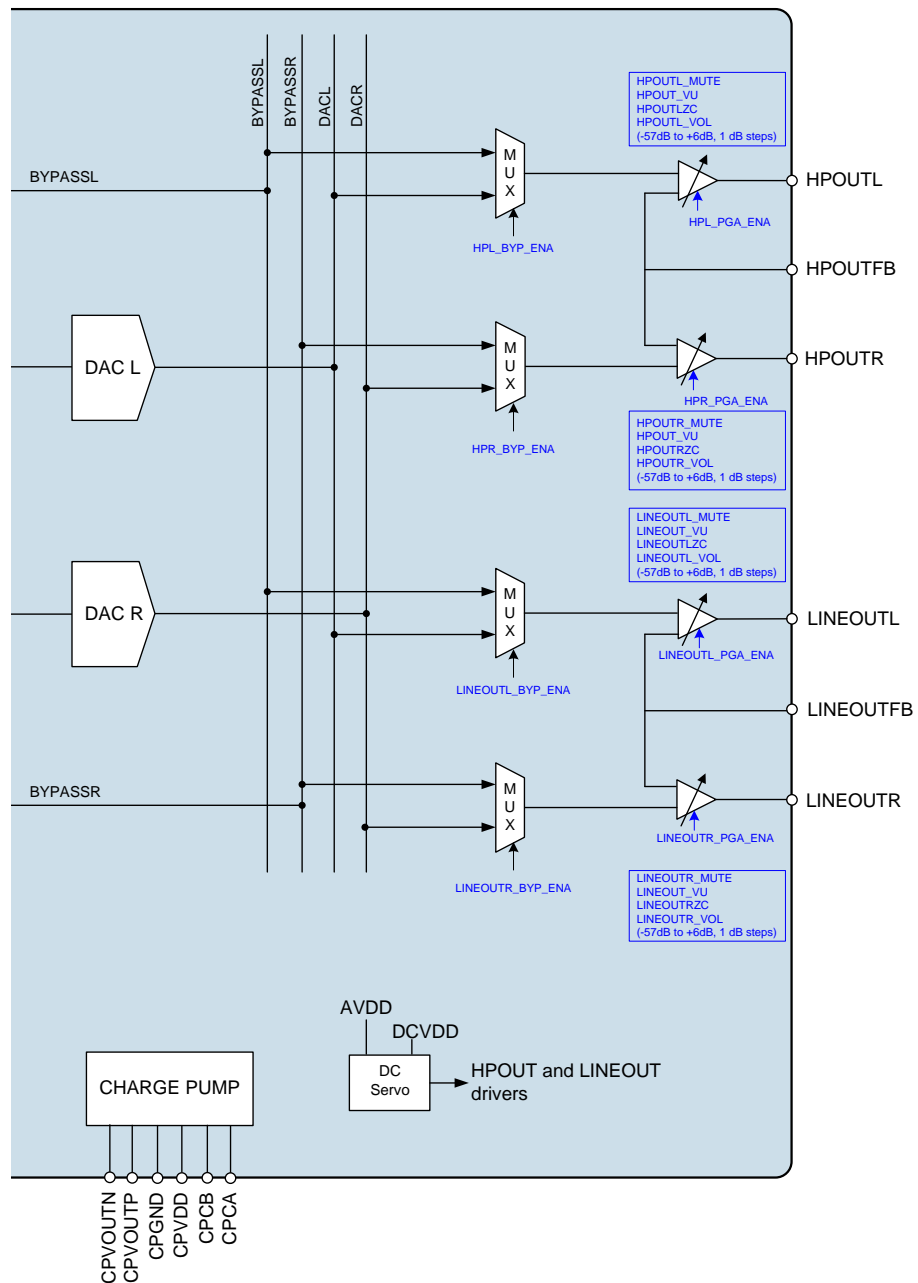 BYPASSL
BYPASSR
DACL
DACR
HPOUTL_MUTE
HPOUT_VU
HPOUTLZC
HPOUTL_VOL
(-57dB to +6dB, 1 dB steps)
BYPASSL
MUX
HPOUTL
HPL_PGA_ENA
HPL_BYP_ENA
HPOUTFB
DAC L
MUX
HPOUTR
HPR_PGA_ENA
HPR_BYP_ENA
HPOUTR_MUTE
HPOUT_VU
HPOUTRZC
HPOUTR_VOL
(-57dB to +6dB, 1 dB steps)
LINEOUTL_MUTE
LINEOUT_VU
LINEOUTLZC
LINEOUTL_VOL
(-57dB to +6dB, 1 dB steps)
DAC R
MUX
LINEOUTL
LINEOUTL_PGA_ENA
LINEOUTL_BYP_ENA
LINEOUTFB
BYPASSR
MUX
LINEOUTR
LINEOUTR_PGA_ENA
LINEOUTR_BYP_ENA
LINEOUTR_MUTE
LINEOUT_VU
LINEOUTRZC
LINEOUTR_VOL
(-57dB to +6dB, 1 dB steps)
AVDD
DCVDD
CHARGE PUMP
DC
Servo
HPOUT and LINEOUT
drivers
CPVOUTN
CPVOUTP
CPGND
CPVDD
CPCB
CPCA